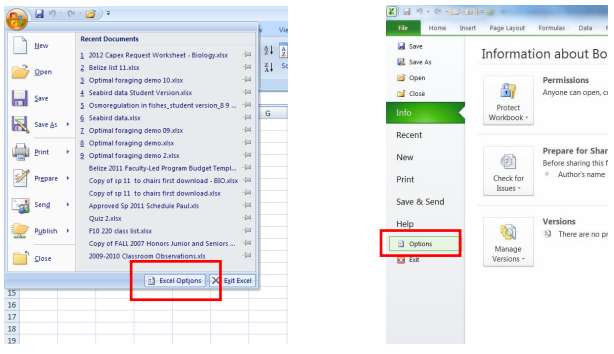 Recent Documents
New
1 2012 Capex Request Worksheet - Biology.xlsx
2 Belize list 11.xlsx
Open
3 Optimal foraging demo 10.xlsx
4 Seabird data Student Version.xlsx
Save
5 Osmoregulation in fishes_student version_8 9 ...
6 Seabird data.xlsx
Save As
7 Optimal foraging demo 09.xlsx
8 Optimal foraging demo.xlsx
Print
9 Optimal foraging demo 2.xlsx
Belize 2011 Faculty-Led Program Budget Templ...
Prepare
Copy of sp 11 to chairs first download - BIO.xlsx
Copy of sp 11 to chairs first download.xlsx
Send
Approved Sp 2011 Schedule Paul.xls
Quiz 2.xlsx
Publish
F10 220 class list.xlsx
Copy of FALL 2007 Honors Junior and Seniors ...
Close
2009-2010 Classroom Observations.xls
Excel Options
Exit Excel
Vie
G
15
16
17
18
19
File Home Insert Page Layout Formulas Data
Save
Save As
Open
Close
Info
Recent
New
Print
Save & Send
Help
Options
Exit
Information about Bo
Permissions
Anyone can open, c
Protect
Workbook
Prepare for Shar
Before sharing this f
Author's name
Check for
Issues
Versions
There are no pr
Manage
Versions